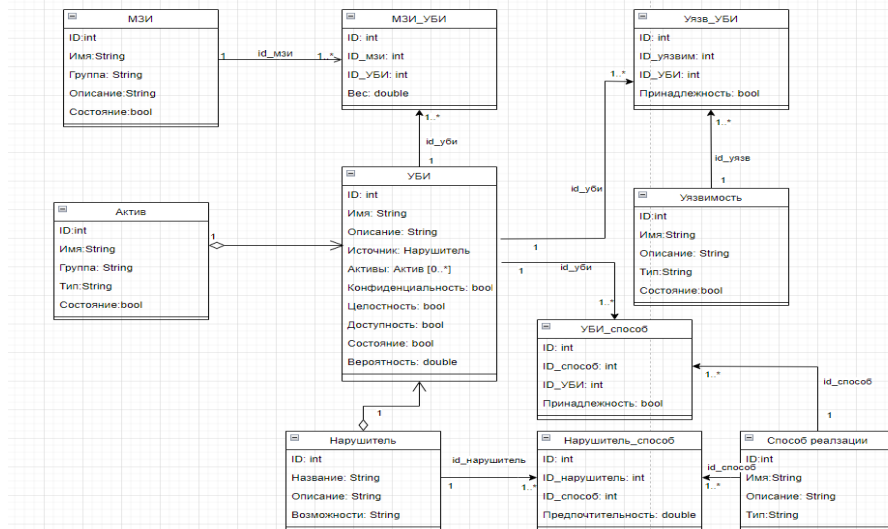 МЗИ
ID:int
Имя:String
Группа: String
Описание:String
Состояние:bool
1
id_мзи
1..*
МЗИ_УБИ
ID: int
ID_мзи: int
ID_УБИ: int
Вес: double
Уязв_УБИ
ID: int
ID_уязвим: int
ID_УБИ: int
Принадлежность: bool
1..*
1..*
id_уби
1
1..*
id_уязв
1
УБИ
ID: int
Имя: String
Описание: String
Источник: Нарушитель
Активы: Актив [0..*]
Конфиденциальность: bool
Целостность: bool
Доступность: bool
Состояние: bool
Вероятность: double
id_уби
1
Уязвимость
ID:int
Имя:String
Описание: String
Тип:String
Состояние:bool
Актив
ID:int
Имя:String
Группа: String
Тип:String
Состояние:bool
1
id_уби
1
1..*
УБИ_способ
ID: int
ID_способ: int
ID_УБИ: int
Принадлежность: bool
1..*
id_способ
1
1
Нарушитель
ID: int
Название: String
Описание: String
Возможности: String
id_нарушитель
1
1..*
Нарушитель_способ
ID: int
ID_нарушитель: int
ID_способ: int
Предпочтительность: double
id_способ
1..*
Способ реалзации
ID:int
Имя:String
Описание: String
Тип:String